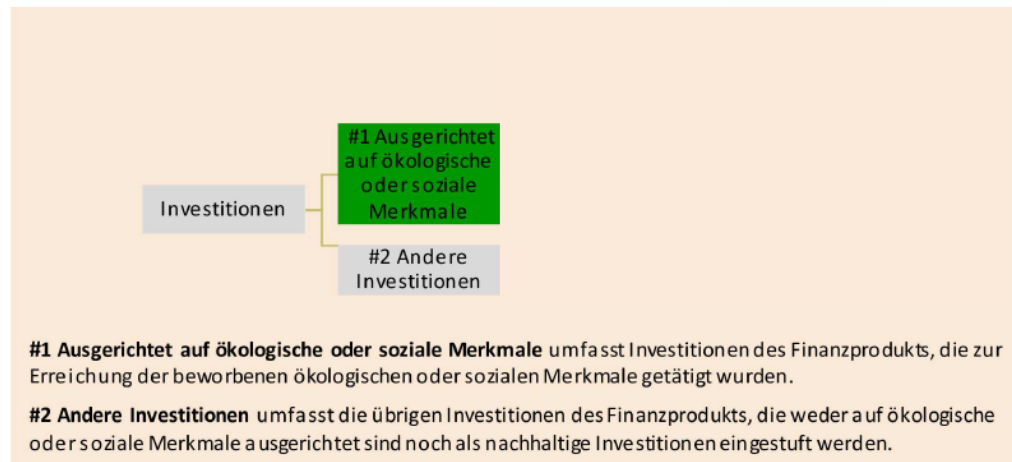 #1 Ausgerichtet
auf ökologische
oder soziale
Merkmale
Investitionen
#2 Andere
Investitionen
#1 Ausgerichtet auf ökologische oder soziale Merkmale umfasst Investitionen des Finanzprodukts, die zur
Erreichung der beworbenen ökologischen oder sozialen Merkmale getätigt wurden.
#2 Andere Investitionen umfasst die übrigen Investitionen des Finanzprodukts, die weder auf ökologische
oder soziale Merkmale ausgerichtet sind noch als nachhaltige Investitionen eingestuft werden.